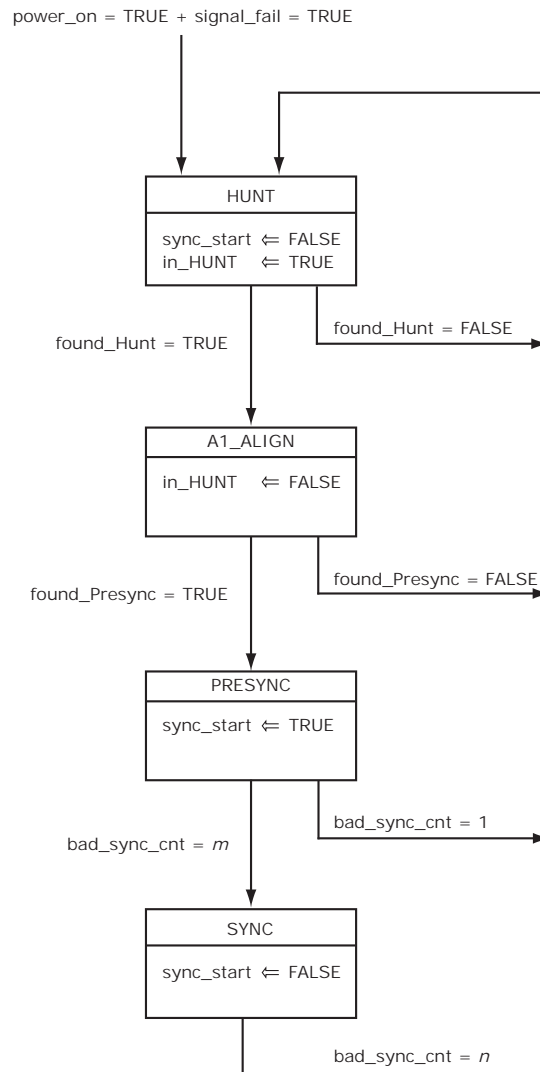 power_on = TRUE + signal_fail = TRUE
HUNT
sync_start ⇐ FALSE
in_HUNT ⇐ TRUE
found_Hunt = TRUE
found_Hunt = FALSE
A1_ALIGN
in_HUNT ⇐ FALSE
found_Presync = TRUE
found_Presync = FALSE
PRESYNC
sync_start ⇐ TRUE
bad_sync_cnt = m
bad_sync_cnt = 1
SYNC
sync_start ⇐ FALSE
bad_sync_cnt = n